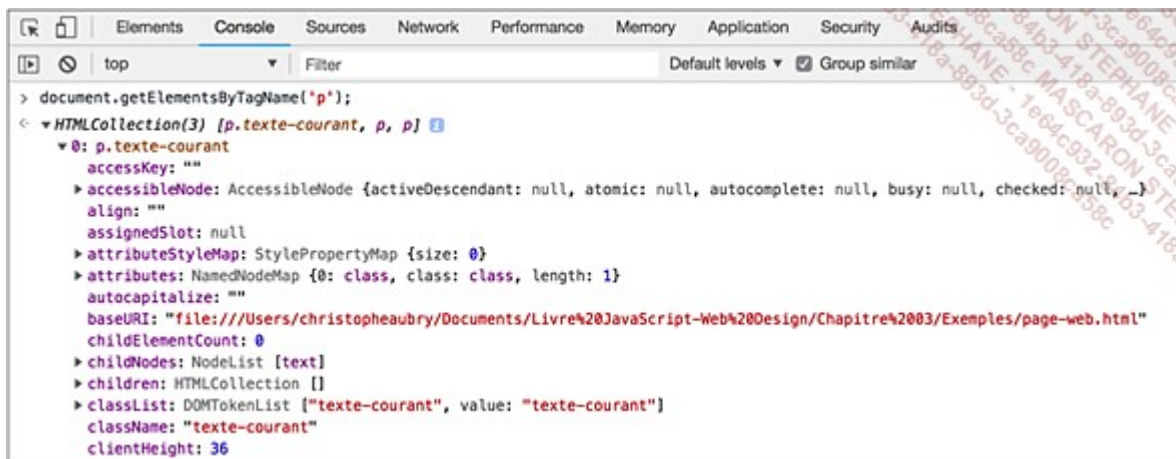 Elements Console Sources Network Performance Memory Application Security Audits
top Filter Default levels ▼ Group similar
> document.getElementsByTagName("p");
HTMLCollection(3) [p.texte-courant, p, p]
0: p.texte-courant
accessKey: ""
accessibleNode: AccessibleNode {activeDescendant: null, atomic: null, autocomplete: null, busy: null, checked: null, …}
align: ""
assignedSlot: null
attributeStyleMap: StylePropertyMap {size: 0}
attributes: NamedNodeMap {0: class, class: class, length: 1}
autocapitalize: ""
baseURI: "file:///Users/christopheaubry/Documents/Livre%20JavaScript-Web%20Design/Chapitre%2003/Exemples/page-web.html"
childElementCount: 0
childNodes: NodeList [text]
children: HTMLCollection []
classList: DOMTokenList ["texte-courant", value: "texte-courant"]
className: "texte-courant"
clientHeight: 36